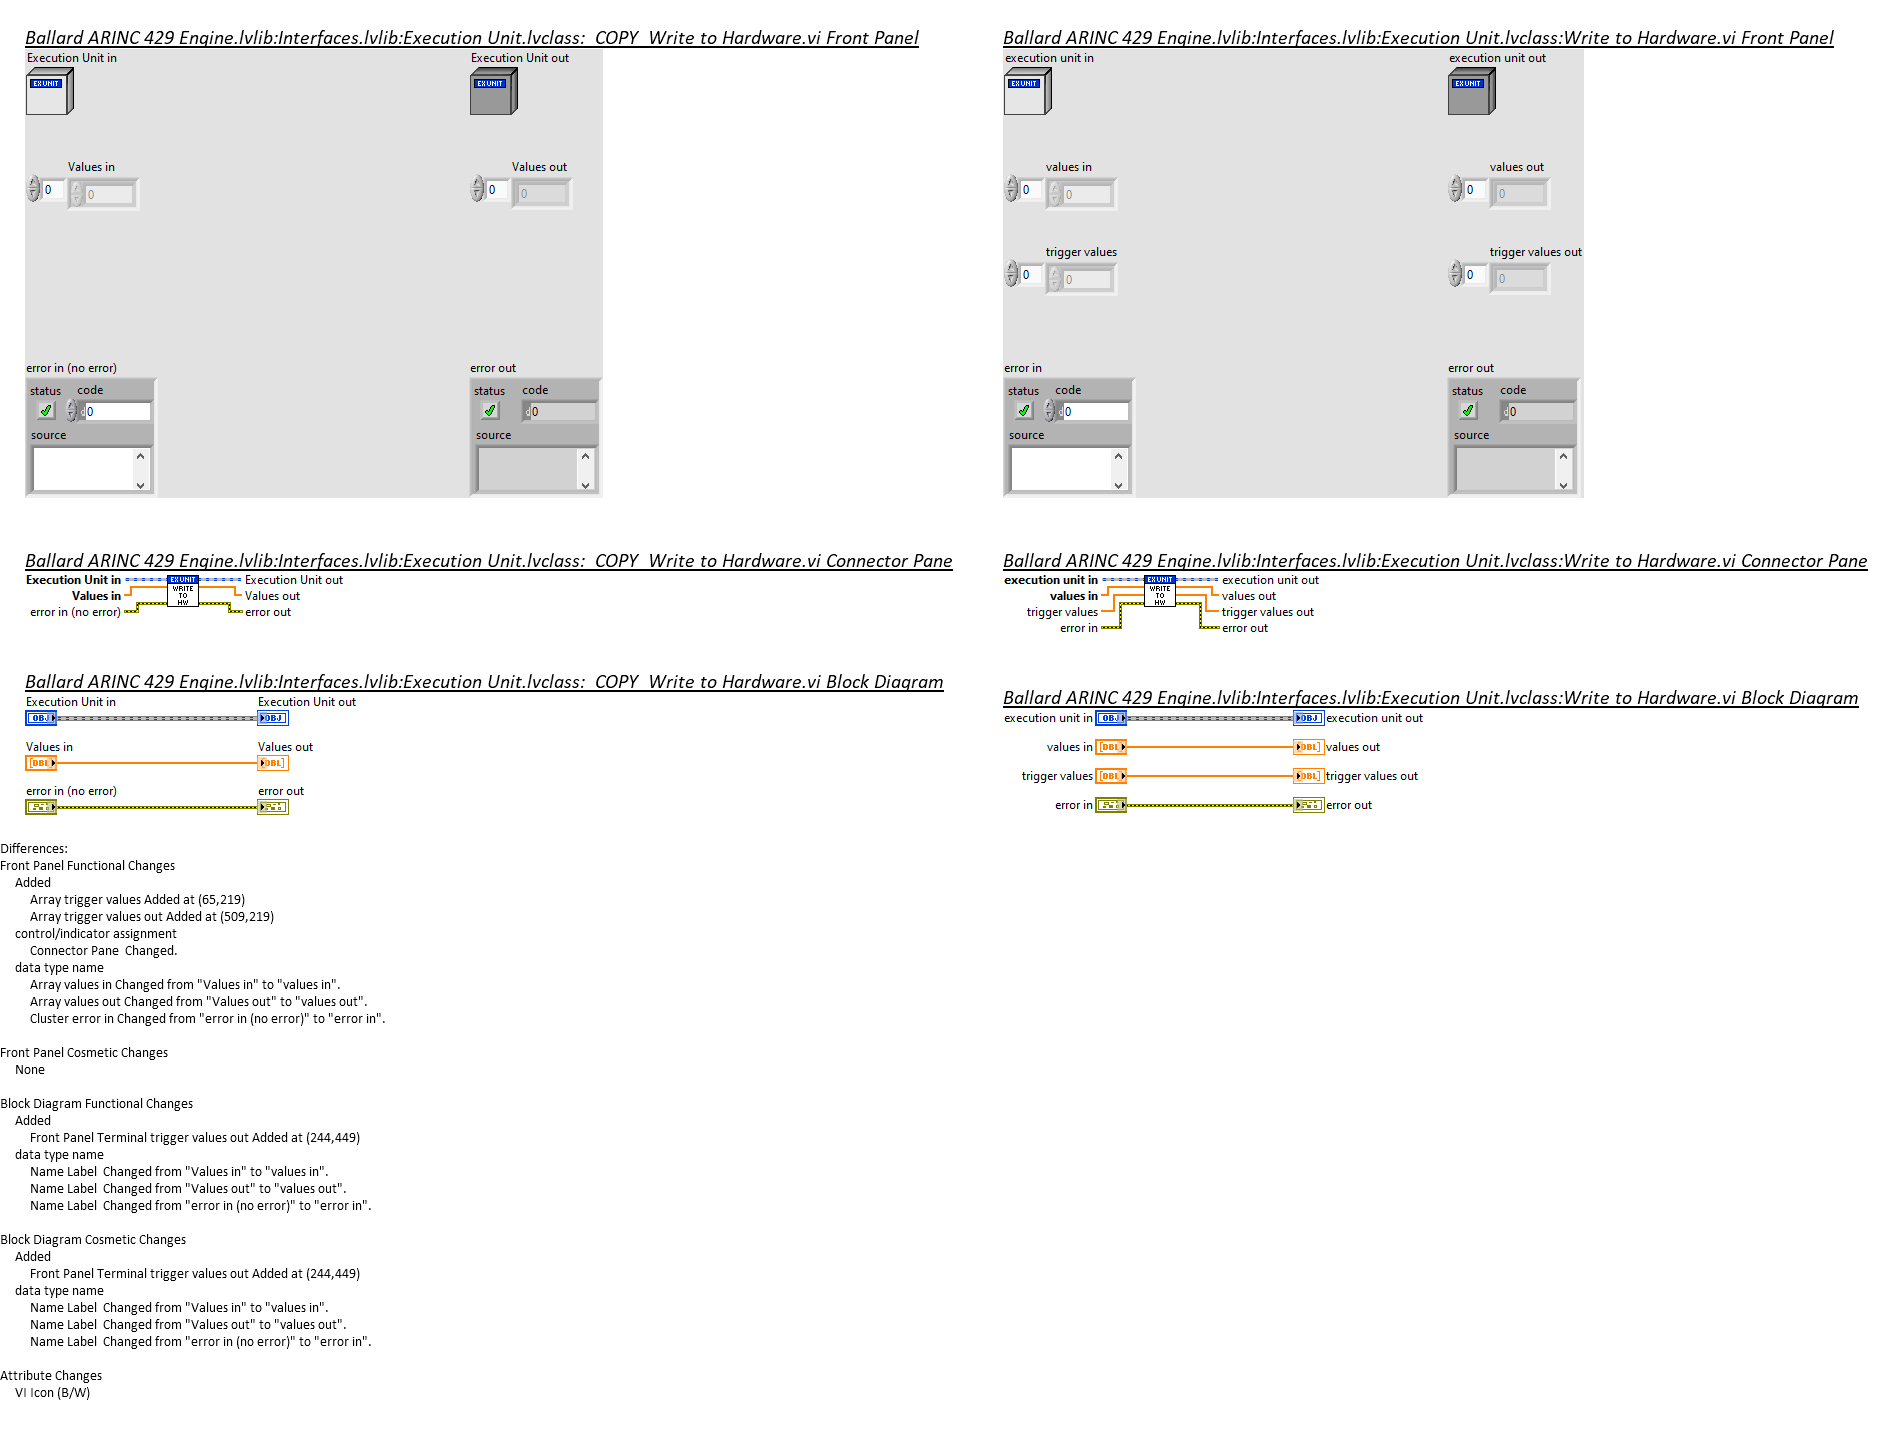 Ballard ARINC 429 Engine.lvlib:Interfaces.lvlib:Execution Unit.lvclass:  COPY  Write to Hardware.vi Front Panel
Execution Unit in
Execution Unit out
EXUNIT
EXUNIT
Values in
Values out
0
0
0
0
error in (no error)
error out
status code
status code
d0
d0
source
source
Ballard ARINC 429 Engine.lvlib:Interfaces.lvlib:Execution Unit.lvclass:  COPY  Write to Hardware.vi Connector Pane
Execution Unit in
EXUNIT
Execution Unit out
Values in
WRITE
TO
HW
Values out
error in (no error)
error out
Ballard ARINC 429 Engine.lvlib:Interfaces.lvlib:Execution Unit.lvclass:  COPY  Write to Hardware.vi Block Diagram
Execution Unit in
Execution Unit out
OBJ
OBJ
Values in
Values out
[DBL]
[DBL]
error in (no error)
error out
Ballard ARINC 429 Engine.lvlib:Interfaces.lvlib:Execution Unit.lvclass:Write to Hardware.vi Front Panel
execution unit in
execution unit out
EXUNIT
EXUNIT
values in
values out
0
0
0
0
trigger values
trigger values out
0
0
0
0
error in
error out
status code
status code
d0
d0
source
source
Ballard ARINC 429 Engine.lvlib:Interfaces.lvlib:Execution Unit.lvclass:Write to Hardware.vi Connector Pane
execution unit in
EXUNIT
execution unit out
values in
WRITE
TO
HW
values out
trigger values
trigger values out
error in
error out
Ballard ARINC 429 Engine.lvlib:Interfaces.lvlib:Execution Unit.lvclass:Write to Hardware.vi Block Diagram
execution unit in OBJ OBJ execution unit out
values in [DBL] [DBL] values out
trigger values [DBL] [DBL] trigger values out
error in error out
Differences:
Front Panel Functional Changes
Added
Array trigger values Added at (65,219)
Array trigger values out Added at (509,219)
control/indicator assignment
Connector Pane  Changed.
data type name
Array values in Changed from "Values in" to "values in".
Array values out Changed from "Values out" to "values out".
Cluster error in Changed from "error in (no error)" to "error in".
Front Panel Cosmetic Changes
None
Block Diagram Functional Changes
Added
Front Panel Terminal trigger values out Added at (244,449)
data type name
Name Label  Changed from "Values in" to "values in".
Name Label  Changed from "Values out" to "values out".
Name Label  Changed from "error in (no error)" to "error in".
Block Diagram Cosmetic Changes
Added
Front Panel Terminal trigger values out Added at (244,449)
data type name
Name Label  Changed from "Values in" to "values in".
Name Label  Changed from "Values out" to "values out".
Name Label  Changed from "error in (no error)" to "error in".
Attribute Changes
VI Icon (B/W)